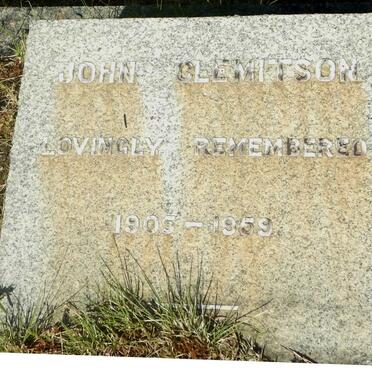 JOHN CLEMITSON
LOVINGLY REMEMBERED
1905 - 1959